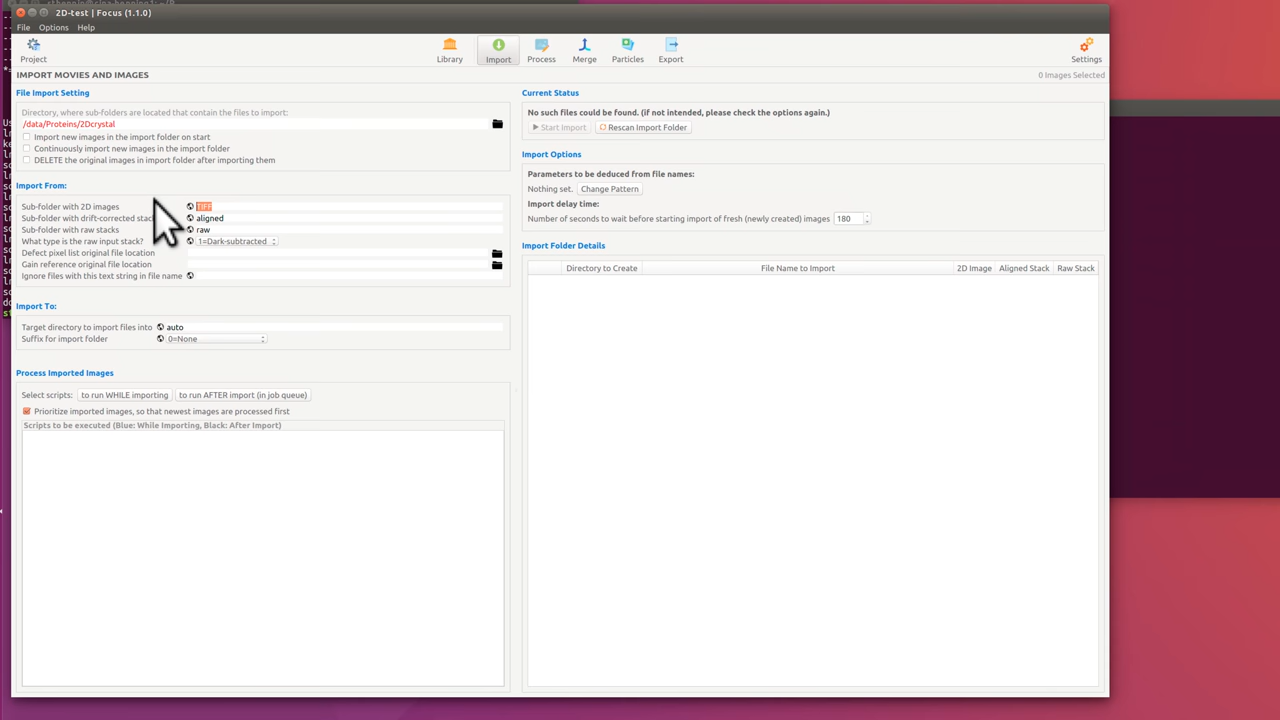 2D-test | Focus (1.1.0)
File Options Help
Project
Library Import Process Merge Particles Export
Settings
IMPORT MOVIES AND IMAGES
0 Images Selected
File Import Setting
Directory, where sub-folders are located that contain the files to import:
/data/Proteins/2Dcrystal
Import new images in the import folder on start
Continuously import new images in the import folder
DELETE the original images in import folder after importing them
Import From:
Sub-folder with 2D images TIFF
Sub-folder with drift-corrected stack aligned
Sub-folder with raw stacks raw
What type is the raw input stack? 1=Dark-subtracted
Defect pixel list original file location
Gain reference original file location
Ignore files with this text string in file name
Import To:
Target directory to import files into auto
Suffix for import folder 0=None
Process Imported Images
Select scripts: to run WHILE importing to run AFTER import (in job queue)
Prioritize imported images, so that newest images are processed first
Scripts to be executed (Blue: While Importing, Black: After Import)
Current Status
No such files could be found. (if not intended, please check the options again.)
Start Import Rescan Import Folder
Import Options
Parameters to be deduced from file names:
Nothing set. Change Pattern
Import delay time:
Number of seconds to wait before starting import of fresh (newly created) images 180
Import Folder Details
Directory to Create File Name to Import 2D Image Aligned Stack Raw Stack